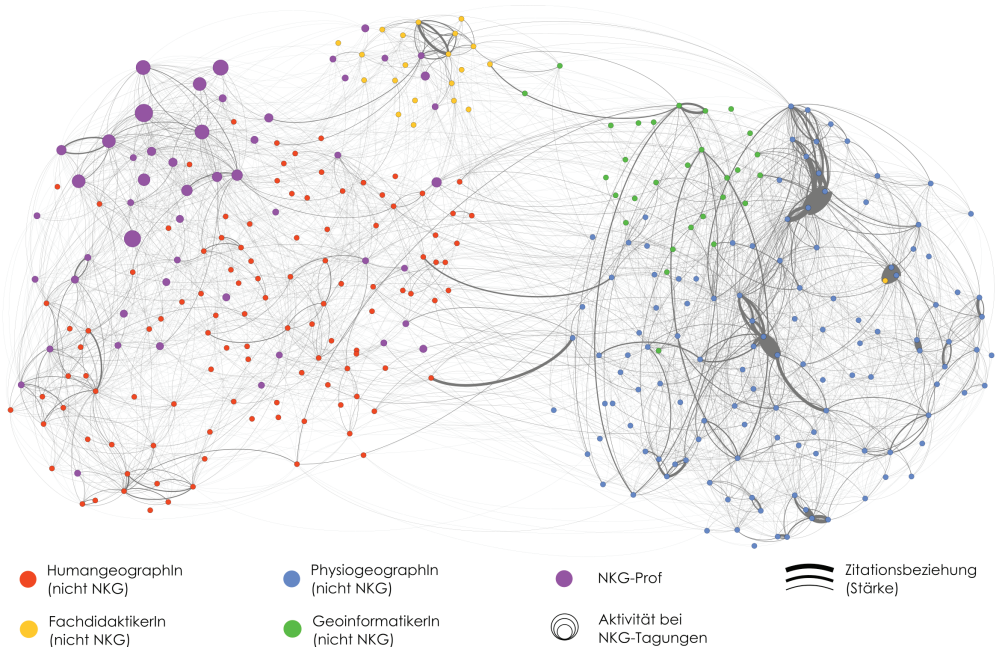 HumangeographIn
(nicht NKG)
PhysiogeographIn
(nicht NKG)
NKG-Prof
Zitationsbeziehung
(Stärke)
FachdidaktikerIn
(nicht NKG)
GeoinformatikerIn
(nicht NKG)
Aktivität bei
NKG-Tagungen